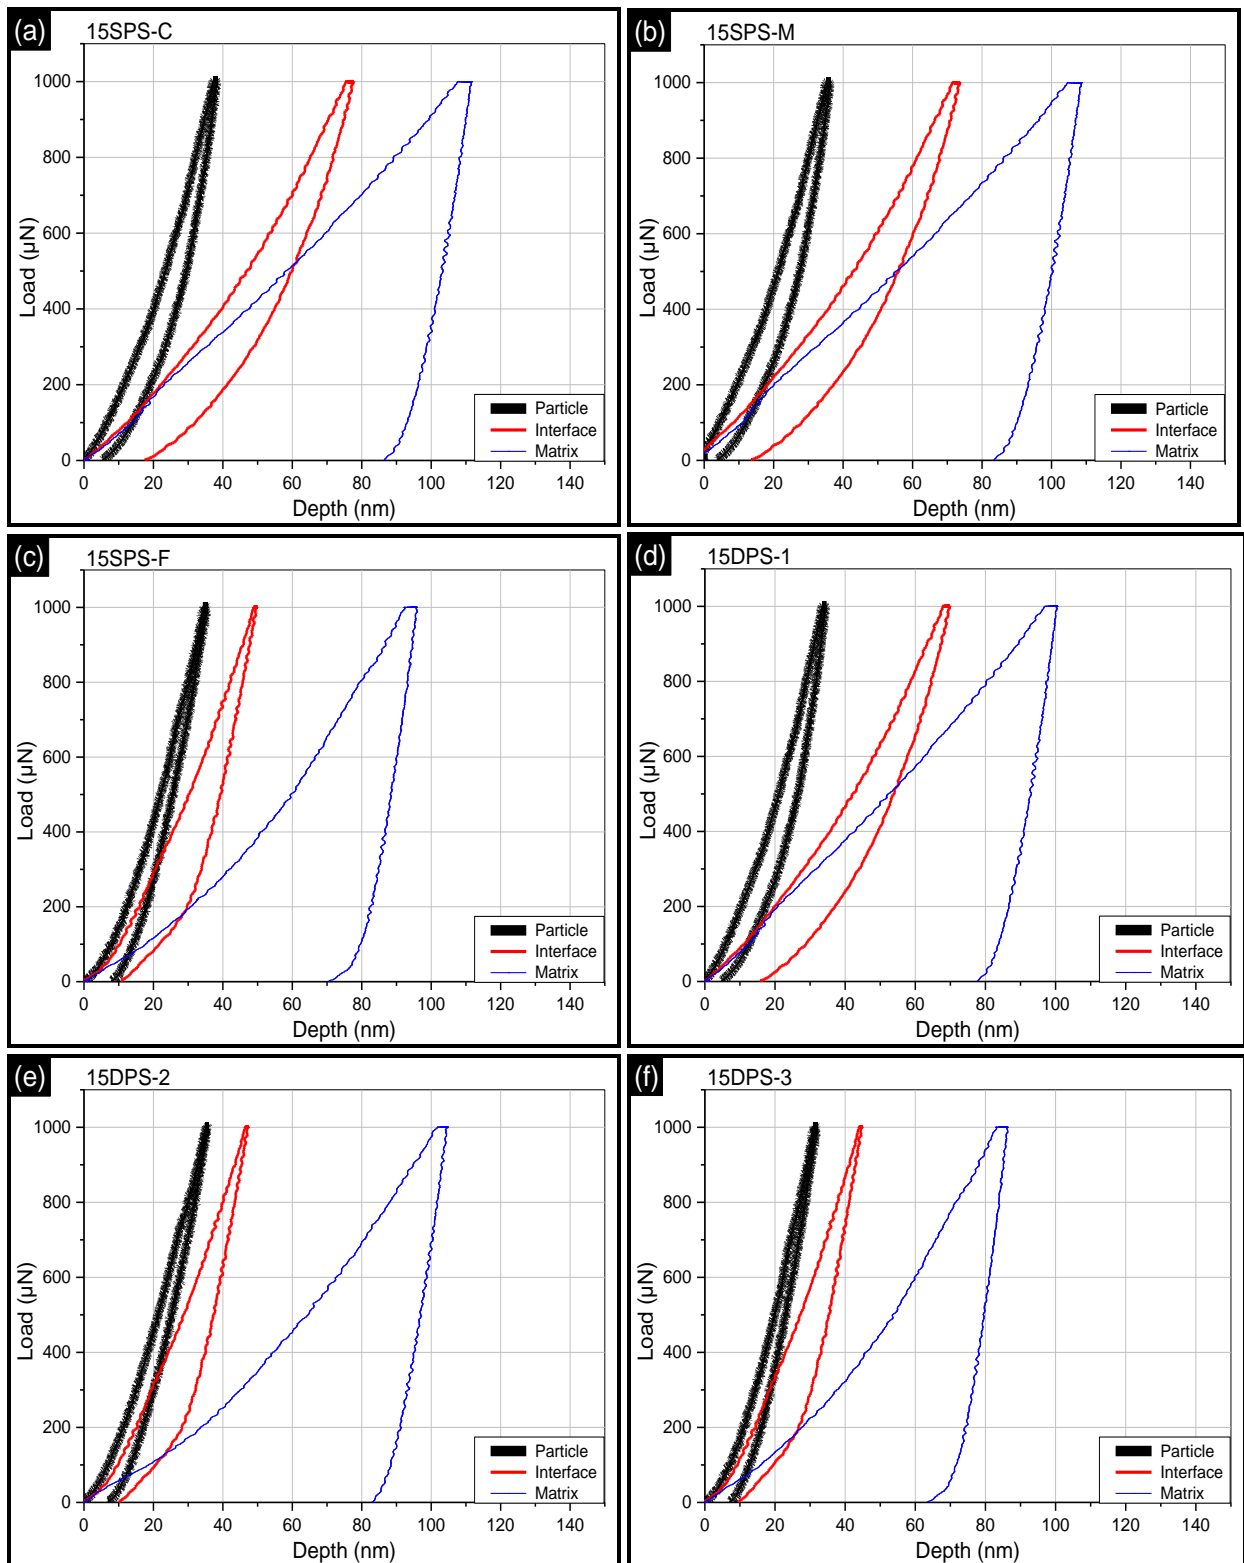 (a) 15SPS-C
1000
800
600
400
200
0
Load (µN)
Particle
Interface
Matrix
0 20 40 60 80 100 120 140
Depth (nm)
(b) 15SPS-M
1000
800
600
400
200
0
Load (µN)
Particle
Interface
Matrix
0 20 40 60 80 100 120 140
Depth (nm)
(c) 15SPS-F
1000
800
600
400
200
0
Load (µN)
Particle
Interface
Matrix
0 20 40 60 80 100 120 140
Depth (nm)
(d) 15DPS-1
1000
800
600
400
200
0
Load (µN)
Particle
Interface
Matrix
0 20 40 60 80 100 120 140
Depth (nm)
(e) 15DPS-2
1000
800
600
400
200
0
Load (µN)
Particle
Interface
Matrix
0 20 40 60 80 100 120 140
Depth (nm)
(f) 15DPS-3
1000
800
600
400
200
0
Load (µN)
Particle
Interface
Matrix
0 20 40 60 80 100 120 140
Depth (nm)